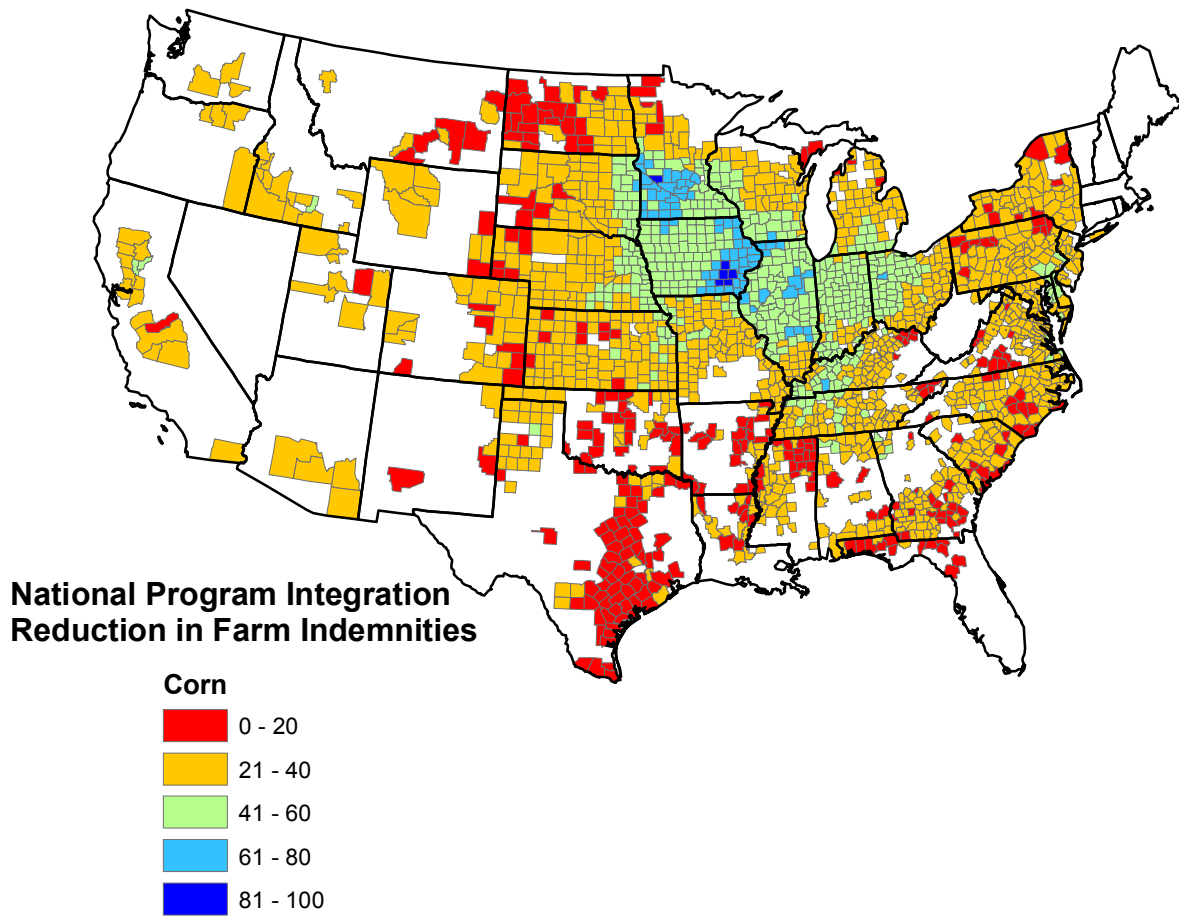 National Program Integration
Reduction in Farm Indemnities
Corn
0 - 20
21 - 40
41 - 60
61 - 80
81 - 100